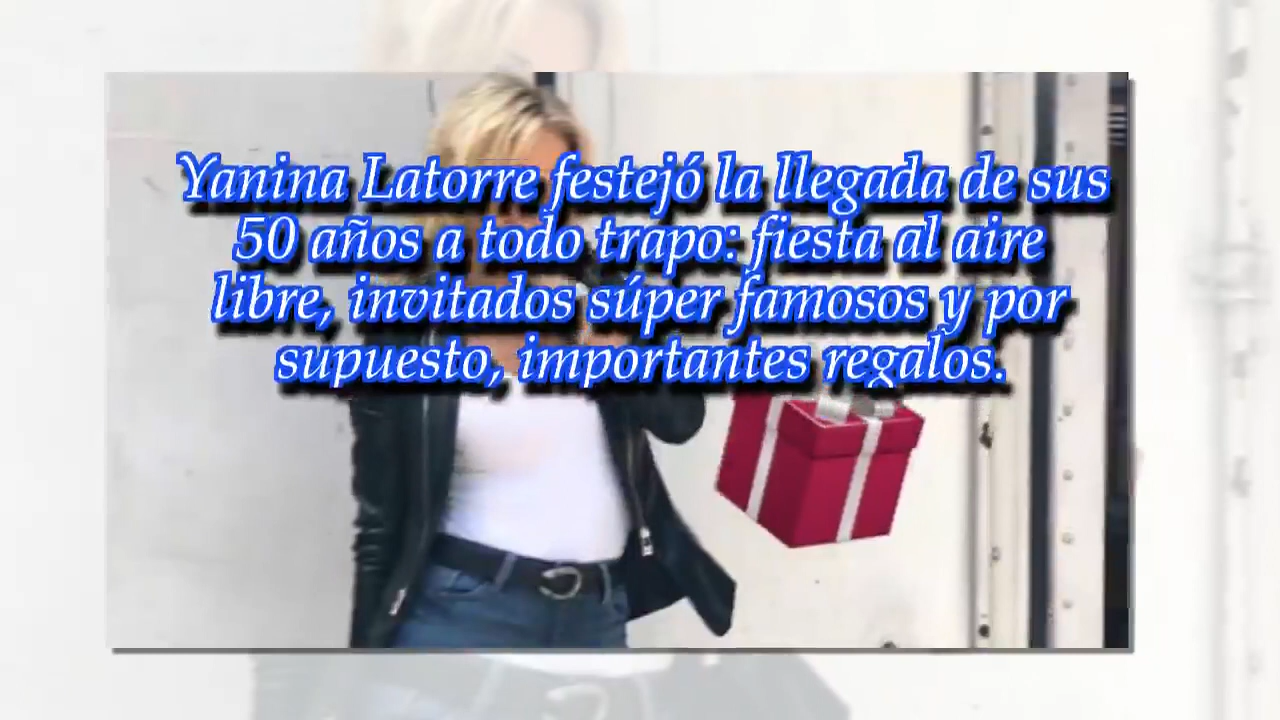 Yanina Latorre festejó la llegada de sus
50 años a todo trapo: fiesta al aire
libre, invitados súper famosos y por
supuesto, importantes regalos.